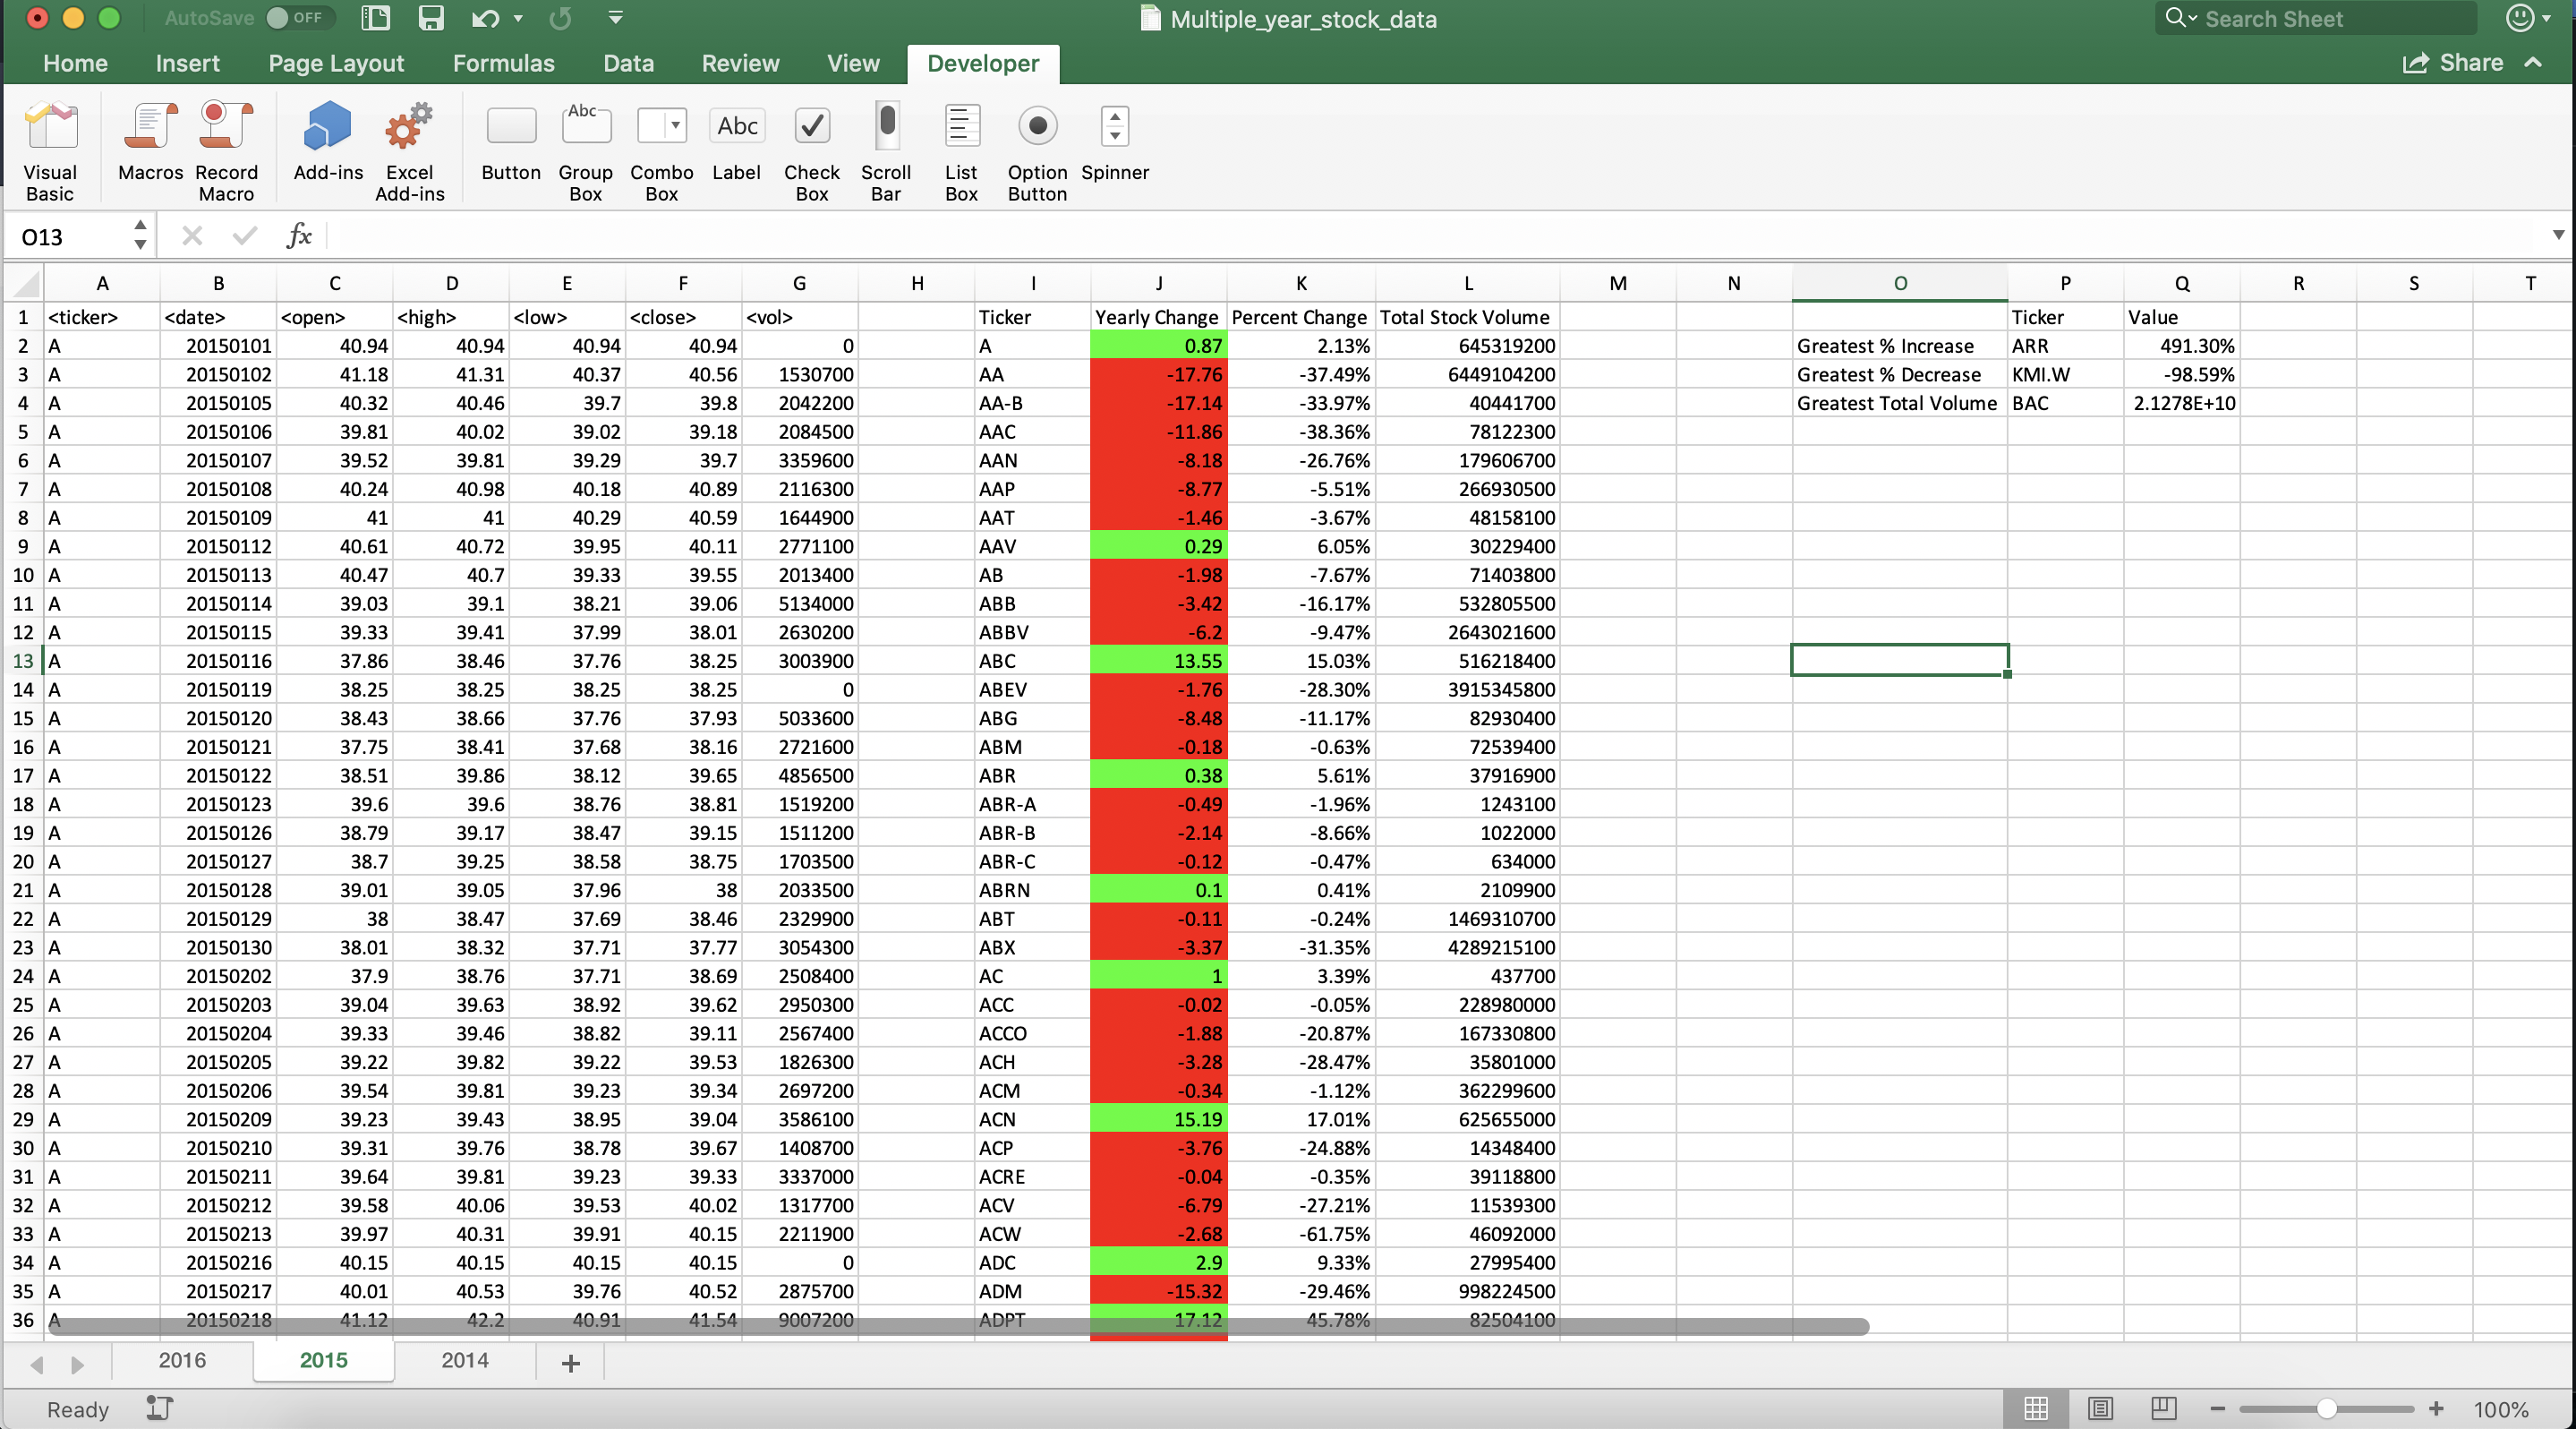 AutoSave OFF Multiple_year_stock_data Search Sheet
Home Insert Page Layout Formulas Data Review View Developer Share
Visual Basic Macros Record Macro Add-ins Excel Add-ins Button Abc Group Box Combo Box Abc Label Check Box Scroll Bar List Box Option Button Spinner
O13 fx
A B C D E F G H I J K L M N O P Q R S T
1 <ticker> <date> <open> <high> <low> <close> <vol> Ticker Yearly Change Percent Change Total Stock Volume Ticker Value
2 A 20150101 40.94 40.94 40.94 40.94 0 A 0.87 2.13% 645319200 Greatest % Increase ARR 491.30%
3 A 20150102 41.18 41.31 40.37 40.56 1530700 AA -17.76 -37.49% 6449104200 Greatest % Decrease KMI.W -98.59%
4 A 20150105 40.32 40.46 39.7 39.8 2042200 AA-B -17.14 -33.97% 40441700 Greatest Total Volume BAC 2.1278E+10
5 A 20150106 39.81 40.02 39.02 39.18 2084500 AAC -11.86 -38.36% 78122300
6 A 20150107 39.52 39.81 39.29 39.7 3359600 AAN -8.18 -26.76% 179606700
7 A 20150108 40.24 40.98 40.18 40.89 2116300 AAP -8.77 -5.51% 266930500
8 A 20150109 41 41 40.29 40.59 1644900 AAT -1.46 -3.67% 48158100
9 A 20150112 40.61 40.72 39.95 40.11 2771100 AAV 0.29 6.05% 30229400
10 A 20150113 40.47 40.7 39.33 39.55 2013400 AB -1.98 -7.67% 71403800
11 A 20150114 39.03 39.1 38.21 39.06 5134000 ABB -3.42 -16.17% 532805500
12 A 20150115 39.33 39.41 37.99 38.01 2630200 ABBV -6.2 -9.47% 2643021600
13 A 20150116 37.86 38.46 37.76 38.25 3003900 ABC 13.55 15.03% 516218400
14 A 20150119 38.25 38.25 38.25 38.25 0 ABEV -1.76 -28.30% 3915345800
15 A 20150120 38.43 38.66 37.76 37.93 5033600 ABG -8.48 -11.17% 82930400
16 A 20150121 37.75 38.41 37.68 38.16 2721600 ABM -0.18 -0.63% 72539400
17 A 20150122 38.51 39.86 38.12 39.65 4856500 ABR 0.38 5.61% 37916900
18 A 20150123 39.6 39.6 38.76 38.81 1519200 ABR-A -0.49 -1.96% 1243100
19 A 20150126 38.79 39.17 38.47 39.15 1511200 ABR-B -2.14 -8.66% 1022000
20 A 20150127 38.7 39.25 38.58 38.75 1703500 ABR-C -0.12 -0.47% 634000
21 A 20150128 39.01 39.05 37.96 38 2033500 ABRN 0.1 0.41% 2109900
22 A 20150129 38 38.47 37.69 38.46 2329900 ABT -0.11 -0.24% 1469310700
23 A 20150130 38.01 38.32 37.71 37.77 3054300 ABX -3.37 -31.35% 4289215100
24 A 20150202 37.9 38.76 37.71 38.69 2508400 AC 1 3.39% 437700
25 A 20150203 39.04 39.63 38.92 39.62 2950300 ACC -0.02 -0.05% 228980000
26 A 20150204 39.33 39.46 38.82 39.11 2567400 ACCO -1.88 -20.87% 167330800
27 A 20150205 39.22 39.82 39.22 39.53 1826300 ACH -3.28 -28.47% 35801000
28 A 20150206 39.54 39.81 39.23 39.34 2697200 ACM -0.34 -1.12% 362299600
29 A 20150209 39.23 39.43 38.95 39.04 3586100 ACN 15.19 17.01% 625655000
30 A 20150210 39.31 39.76 38.78 39.67 1408700 ACP -3.76 -24.88% 14348400
31 A 20150211 39.64 39.81 39.23 39.33 3337000 ACRE -0.04 -0.35% 39118800
32 A 20150212 39.58 40.06 39.53 40.02 1317700 ACV -6.79 -27.21% 11539300
33 A 20150213 39.97 40.31 39.91 40.15 2211900 ACW -2.68 -61.75% 46092000
34 A 20150216 40.15 40.15 40.15 40.15 0 ADC 2.9 9.33% 27995400
35 A 20150217 40.01 40.53 39.76 40.52 2875700 ADM -15.32 -29.46% 998224500
36 A 20150218 41.12 42.2 40.91 41.54 9007200 ADPT 17.12 45.78% 82504100
2016 2015 2014 +
Ready 100%